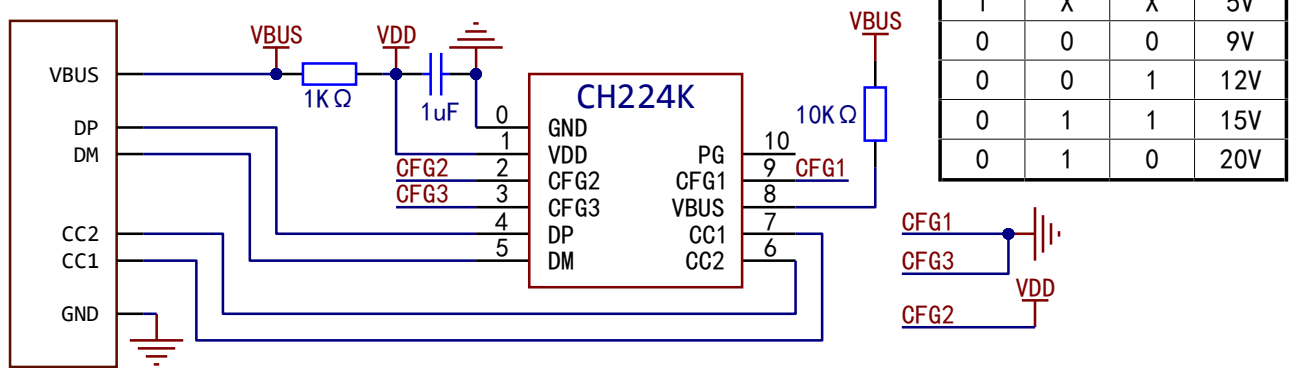 VBUS
DP
DM
CC2
CC1
GND
VBUS
VDD
1KΩ
1uF
CH224K
0
GND
1
VDD
CFG2
2
CFG2
CFG3
3
CFG3
4
DP
5
DM
PG
10
CFG1
9
CFG1
VBUS
8
CC1
7
CC2
6
VBUS
10KΩ
1 X X 5V
0 0 0 9V
0 0 1 12V
0 1 1 15V
0 1 0 20V
CFG1
CFG3
VDD
CFG2